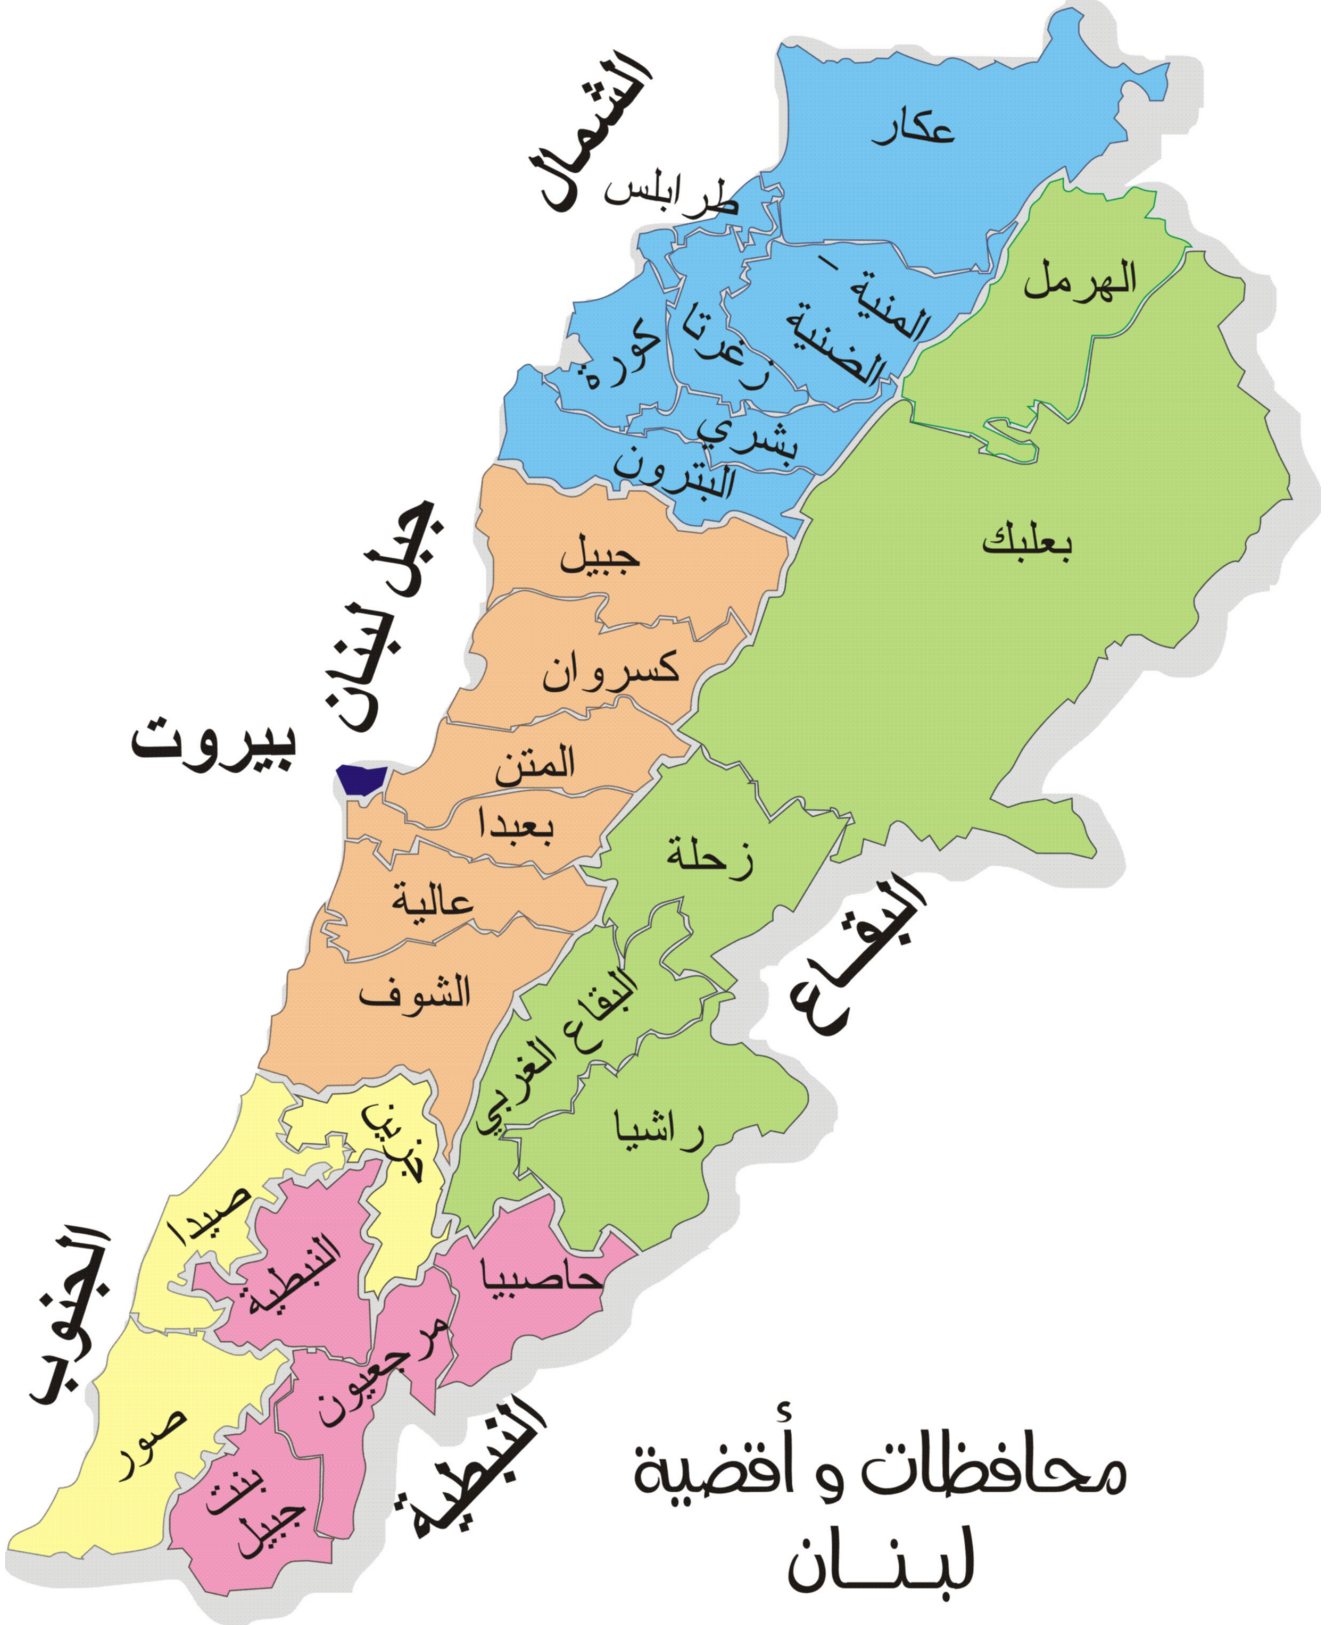 الشمال
عكار
طرابلس
الهرمل
المنية –
الضنية
زغرتا
كورة
بشري
البترون
جبل لبنان
جبيل
بعلبك
كسروان
بيروت
المتن
بعبدا
زحلة
عالية
البقاع
الشوف
البقاع الغربي
راشيا
جزين
صيدا
الجنوب
النبطية
حاصبيا
مرجعيون
صور
النبطية
بنت
جبيل
محافظات و أقضية
لبنان